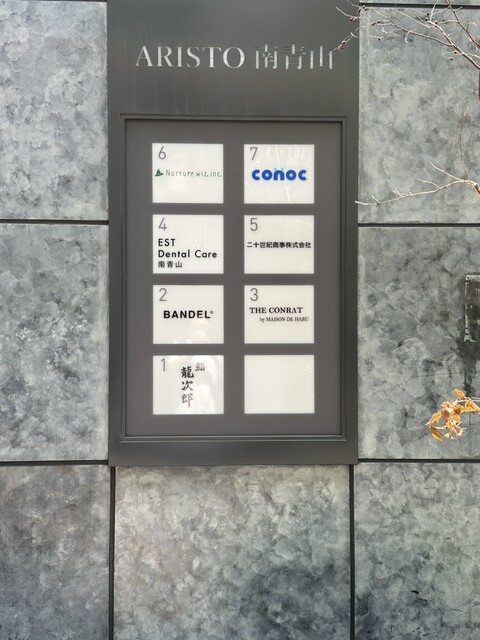 ARISTO 南青山
6
Nurture wiz, inc.
7
conoc
4
EST
Dental Care
南青山
5
二十世紀商事株式会社
2
BANDEL®
3
THE CONRAT
by MAISON DE HARU
1
鮨
龍次郎